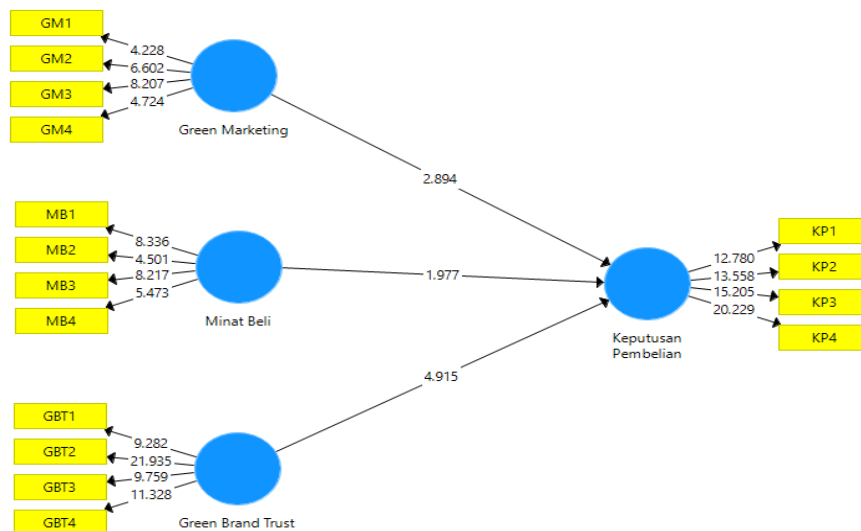 GM1
4.228
GM2
6.602
GM3
8.207
GM4
4.724
Green Marketing
2.894
MB1
8.336
MB2
4.501
MB3
8.217
MB4
5.473
Minat Beli
1.977
GBT1
9.282
GBT2
21.935
GBT3
9.759
GBT4
11.328
Green Brand Trust
4.915
KP1
12.780
KP2
13.558
KP3
15.205
KP4
20.229
Keputusan
Pembelian